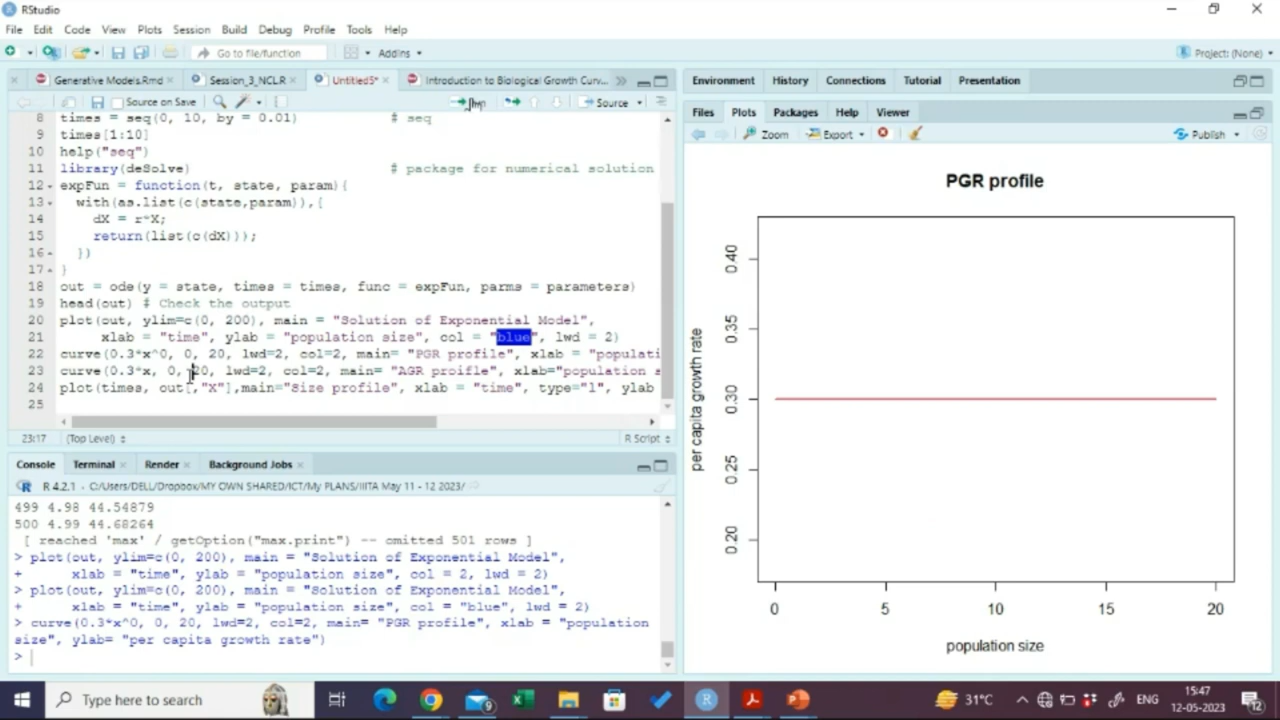 RStudio
File Edit Code View Plots Session Build Debug Profile Tools Help
Go to file/function Addins Project: (None)
Generative Models.Rmd Session_3_NCLR Untitled5* Introduction to Biological Growth Curv...
Source on Save Source
8 times = seq(0, 10, by = 0.01) # seq
9 times[1:10]
10 help("seq")
11 library(deSolve) # package for numerical solution
12 expFun = function(t, state, param){
13 with(as.list(c(state,param)),{
14 dX = r*X;
15 return(list(c(dX)));
16 })
17 }
18 out = ode(y = state, times = times, func = expFun, parms = parameters)
19 head(out) # Check the output
20 plot(out, ylim=c(0, 200), main = "Solution of Exponential Model",
21 xlab = "time", ylab = "population size", col = "blue", lwd = 2)
22 curve(0.3*x^0, 0, 20, lwd=2, col=2, main= "PGR profile", xlab = "populati
23 curve(0.3*x, 0, 20, lwd=2, col=2, main= "AGR proifle", xlab="population s
24 plot(times, out[,"X"],main="Size profile", xlab = "time", type="l", ylab
25
23:17 (Top Level) R Script
Console Terminal Render Background Jobs
R 4.2.1 · C:/Users/DELL/Dropbox/MY OWN SHARED/ICT/My PLANS/IIITA May 11 - 12 2023/
499 4.98 44.54879
500 4.99 44.68264
[ reached 'max' / getOption("max.print") -- omitted 501 rows ]
> plot(out, ylim=c(0, 200), main = "Solution of Exponential Model",
+ xlab = "time", ylab = "population size", col = 2, lwd = 2)
> plot(out, ylim=c(0, 200), main = "Solution of Exponential Model",
+ xlab = "time", ylab = "population size", col = "blue", lwd = 2)
> curve(0.3*x^0, 0, 20, lwd=2, col=2, main= "PGR profile", xlab = "population
size", ylab= "per capita growth rate")
>
Environment History Connections Tutorial Presentation
Files Plots Packages Help Viewer
Zoom Export Publish
PGR profile
per capita growth rate
0.40
0.35
0.30
0.25
0.20
0 5 10 15 20
population size
Type here to search
9
31°C
ENG
15:47
12-05-2023
12